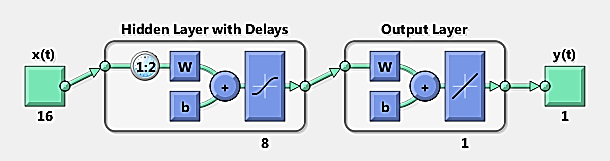 Hidden Layer with Delays
Output Layer
x(t)
y(t)
1:2
W
W
+
+
b
b
16
8
1
1